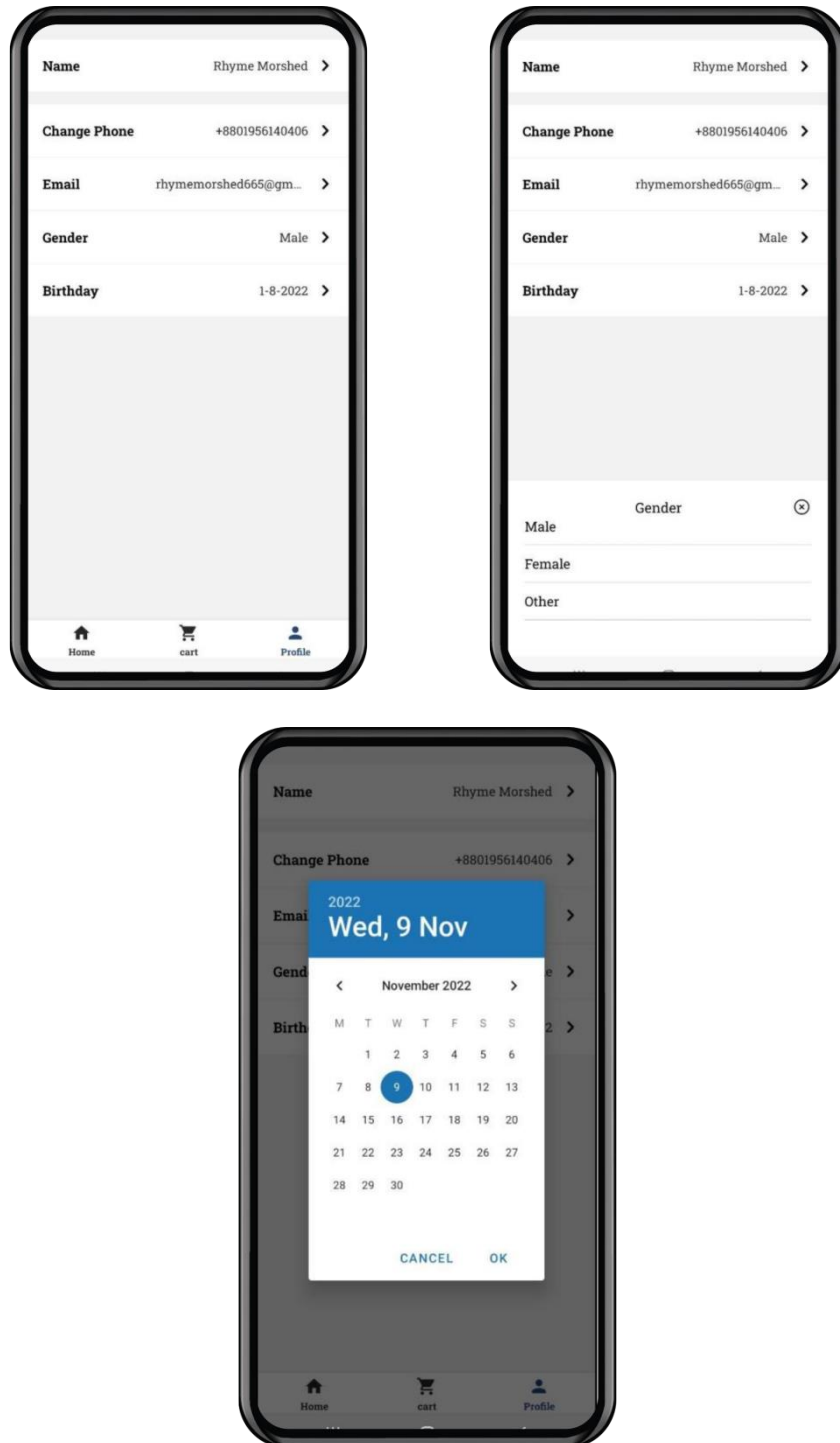 Name Rhyme Morshed
Change Phone +8801956140406
Email rhymemorshed665@gm...
Gender Male
Birthday 1-8-2022
Home cart Profile
Name Rhyme Morshed
Change Phone +8801956140406
Email rhymemorshed665@gm...
Gender Male
Birthday 1-8-2022
Gender
Male
Female
Other
Name Rhyme Morshed
Change Phone +8801956140406
Emai
2022
Wed, 9 Nov
Gend e
November 2022
Birth 2
M T W T F S S
1 2 3 4 5 6
7 8 9 10 11 12 13
14 15 16 17 18 19 20
21 22 23 24 25 26 27
28 29 30
CANCEL OK
Home cart Profile